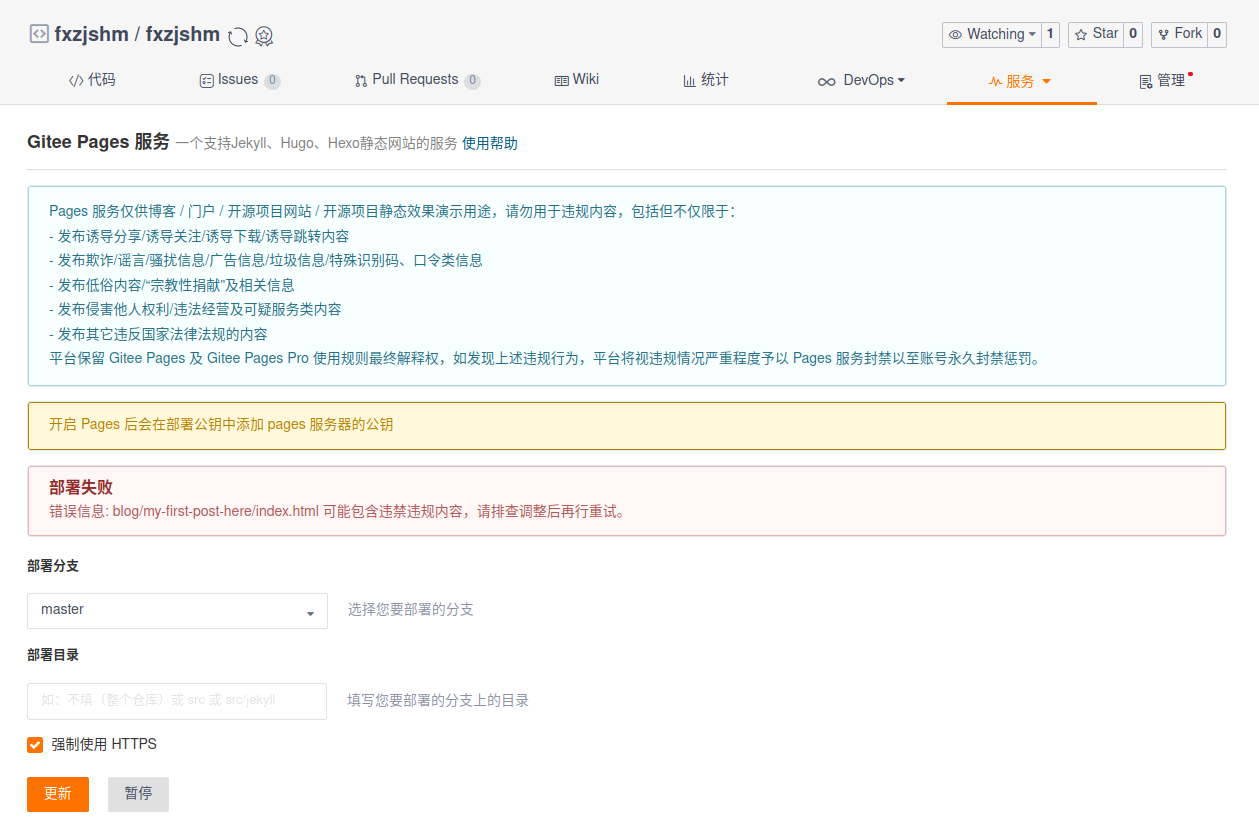 fxzjshm / fxzjshm
Watching 1 Star 0 Fork 0
代码 Issues 0 Pull Requests 0 Wiki 统计 DevOps 服务 管理
Gitee Pages 服务 一个支持Jekyll、Hugo、Hexo静态网站的服务 使用帮助
Pages 服务仅供博客 / 门户 / 开源项目网站 / 开源项目静态效果演示用途，请勿用于违规内容，包括但不仅限于：
- 发布诱导分享/诱导关注/诱导下载/诱导跳转内容
- 发布欺诈/谣言/骚扰信息/广告信息/垃圾信息/特殊识别码、口令类信息
- 发布低俗内容/“宗教性捐献”及相关信息
- 发布侵害他人权利/违法经营及可疑服务类内容
- 发布其它违反国家法律法规的内容
平台保留 Gitee Pages 及 Gitee Pages Pro 使用规则最终解释权，如发现上述违规行为，平台将视违规情况严重程度予以 Pages 服务封禁以至账号永久封禁惩罚。
开启 Pages 后会在部署公钥中添加 pages 服务器的公钥
部署失败
错误信息: blog/my-first-post-here/index.html 可能包含违禁违规内容，请排查调整后再行重试。
部署分支
master 选择您要部署的分支
部署目录
如：不填（整个仓库）或 src 或 src/jekyll 填写您要部署的分支上的目录
强制使用 HTTPS
更新 暂停